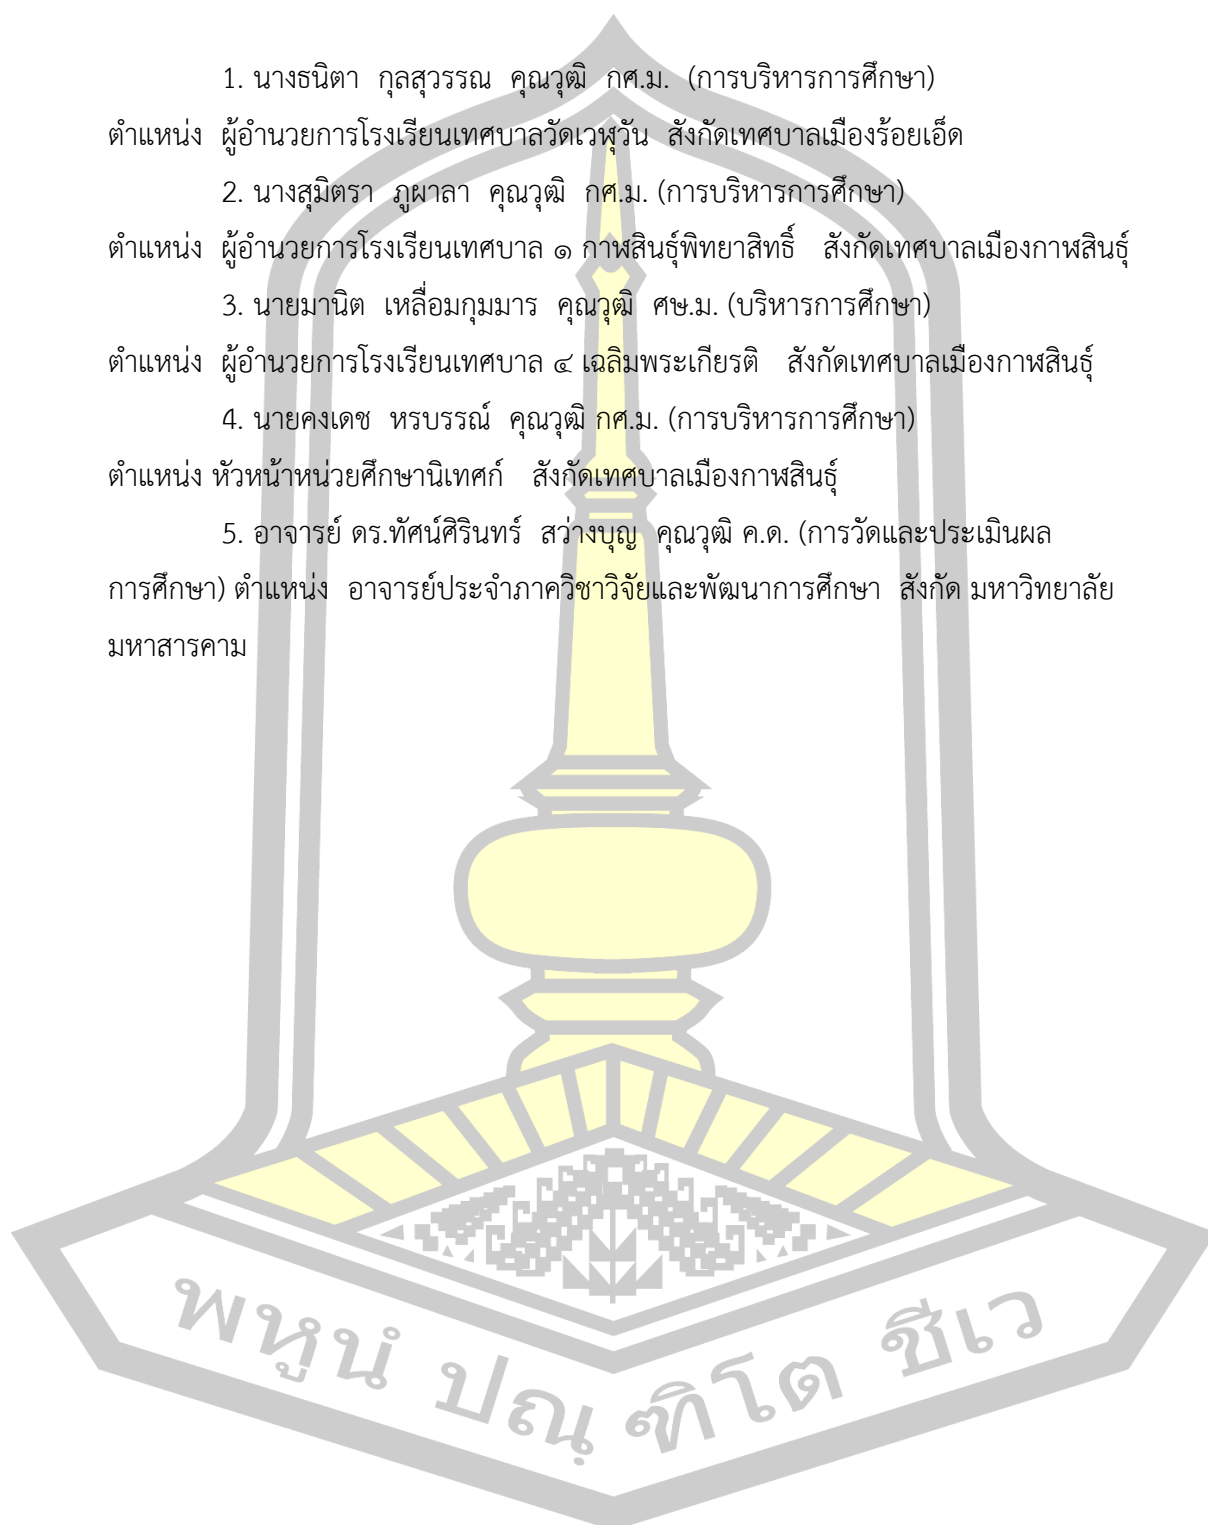 1. นางธนิตา กุลสุวรรณ คุณวุฒิ กศ.ม. (การบริหารการศึกษา)
ตำแหน่ง ผู้อำนวยการโรงเรียนเทศบาลวัดเวฬุวัน สังกัดเทศบาลเมืองร้อยเอ็ด
2. นางสุมิตรา ภูผาลา คุณวุฒิ กศ.ม. (การบริหารการศึกษา)
ตำแหน่ง ผู้อำนวยการโรงเรียนเทศบาล ๑ กาฬสินธุ์พิทยาสิทธิ์ สังกัดเทศบาลเมืองกาฬสินธุ์
3. นายมานิต เหลื่อมกุมมาร คุณวุฒิ ศษ.ม. (บริหารการศึกษา)
ตำแหน่ง ผู้อำนวยการโรงเรียนเทศบาล ๔ เฉลิมพระเกียรติ สังกัดเทศบาลเมืองกาฬสินธุ์
4. นายคงเดช หรบรรณ์ คุณวุฒิ กศ.ม. (การบริหารการศึกษา)
ตำแหน่ง หัวหน้าหน่วยศึกษานิเทศก์ สังกัดเทศบาลเมืองกาฬสินธุ์
5. อาจารย์ ดร.ทัศน์ศิรินทร์ สว่างบุญ คุณวุฒิ ค.ด. (การวัดและประเมินผล
การศึกษา) ตำแหน่ง อาจารย์ประจำภาควิชาวิจัยและพัฒนาการศึกษา สังกัด มหาวิทยาลัย
มหาสารคาม
พหูนํ ปณฺฑิโต ชีเว